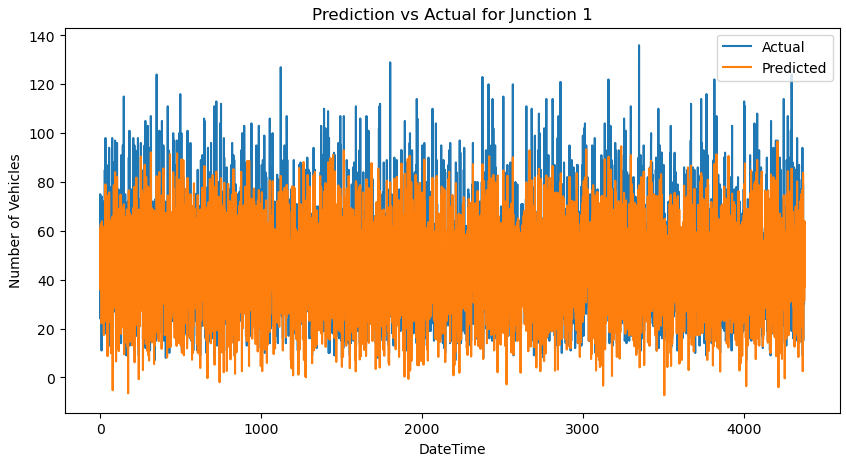 Prediction vs Actual for Junction 1
140
120
100
80
60
40
20
0
Number of Vehicles
Actual
Predicted
0
1000
2000
3000
4000
DateTime